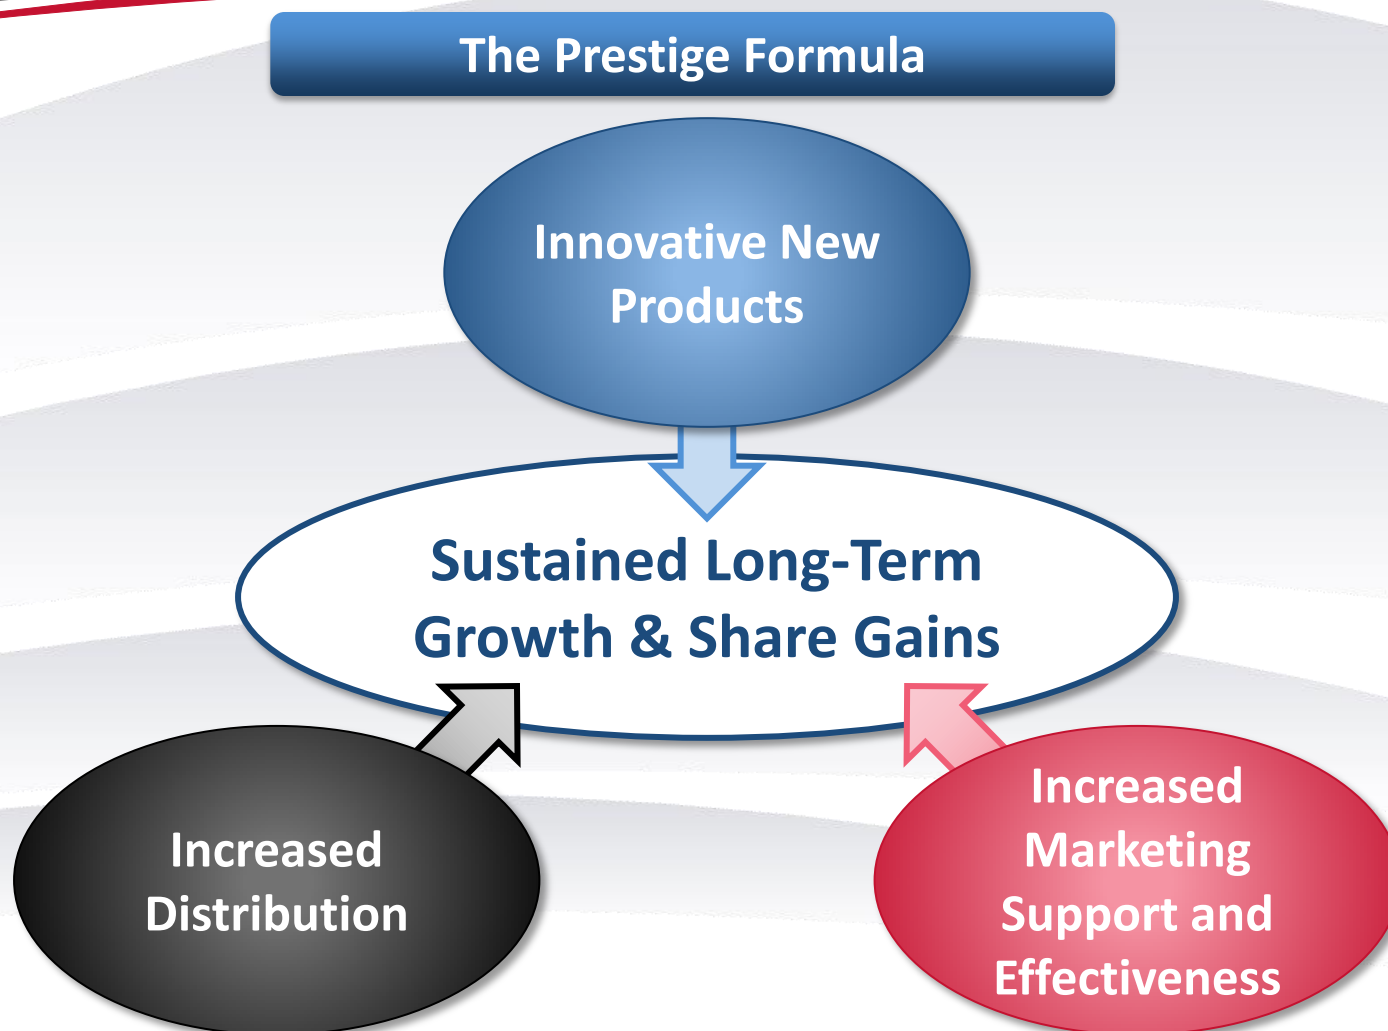 The Prestige Formula
Innovative New
Products
Sustained Long-Term
Growth & Share Gains
Increased
Distribution
Increased
Marketing
Support and
Effectiveness